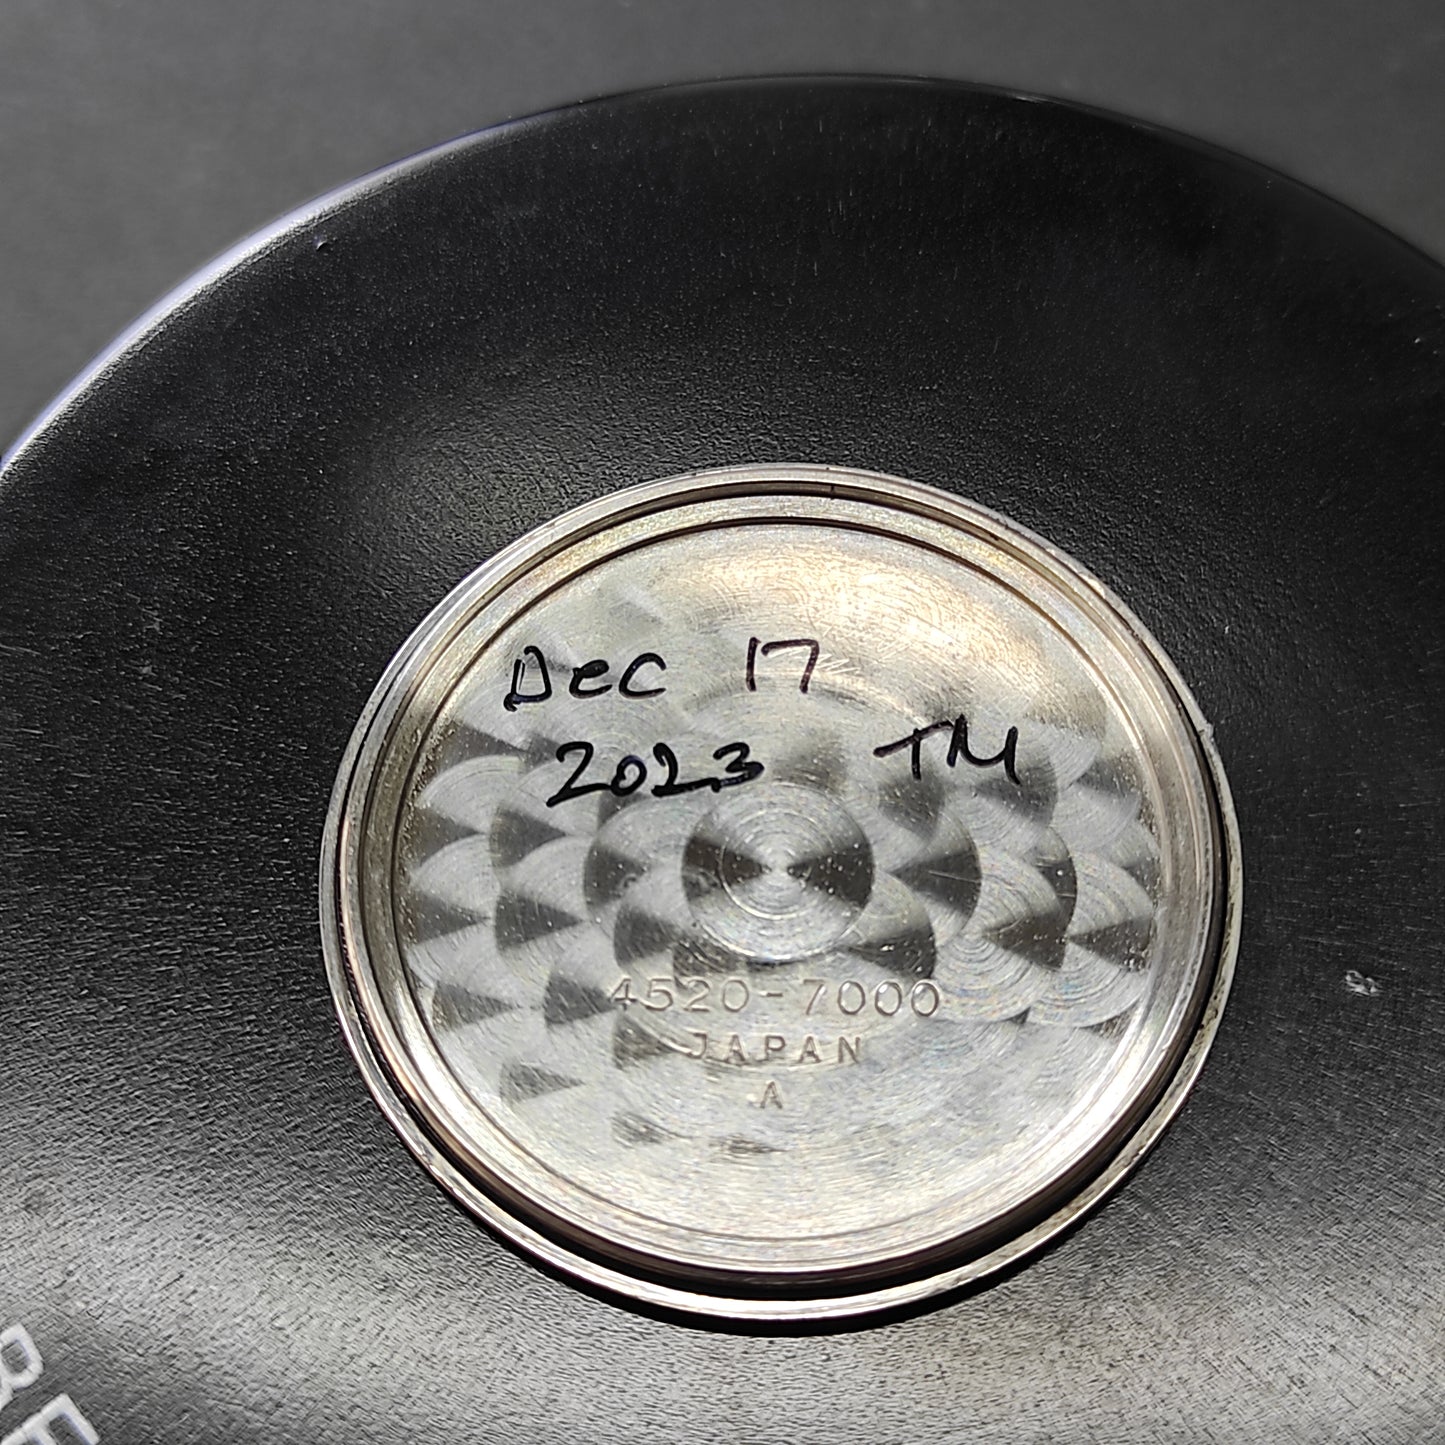 Dec 17
2023 TM
4520-7000
JAPAN
A